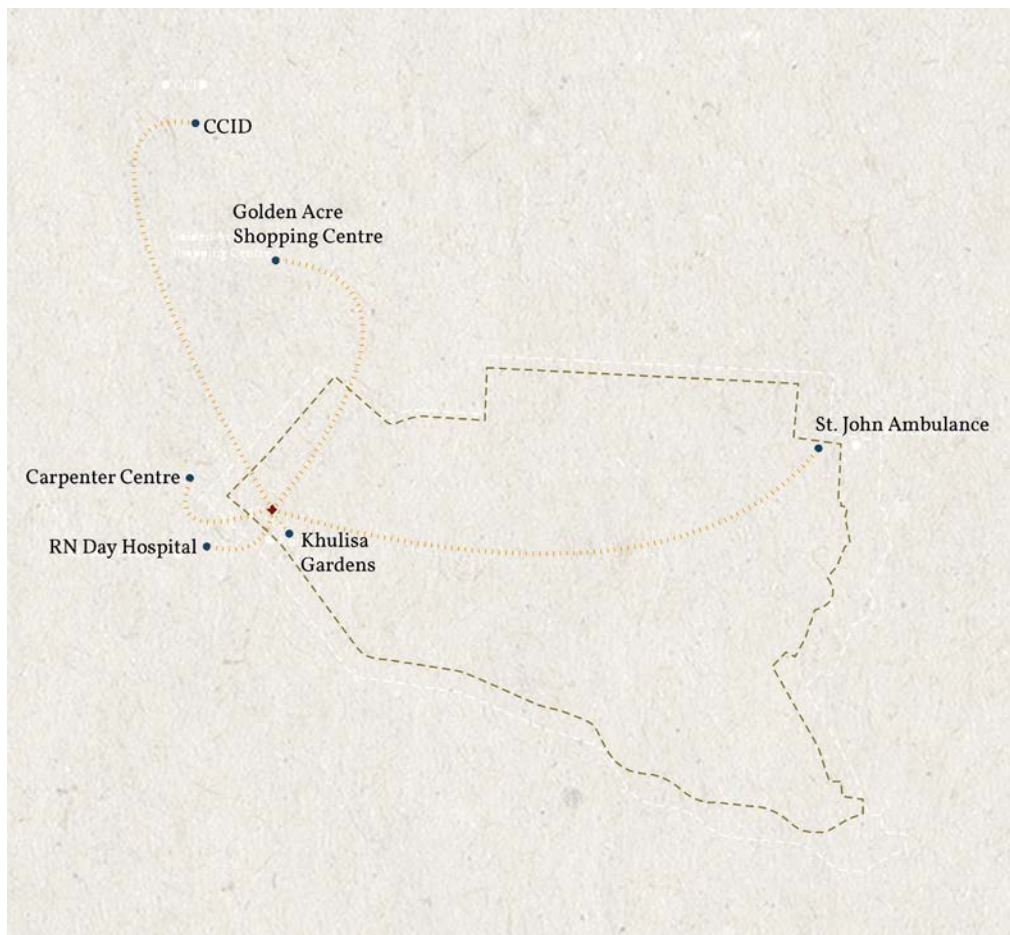 CCID
Golden Acre
Shopping Centre
St. John Ambulance
Carpenter Centre
RN Day Hospital
Khulisa
Gardens